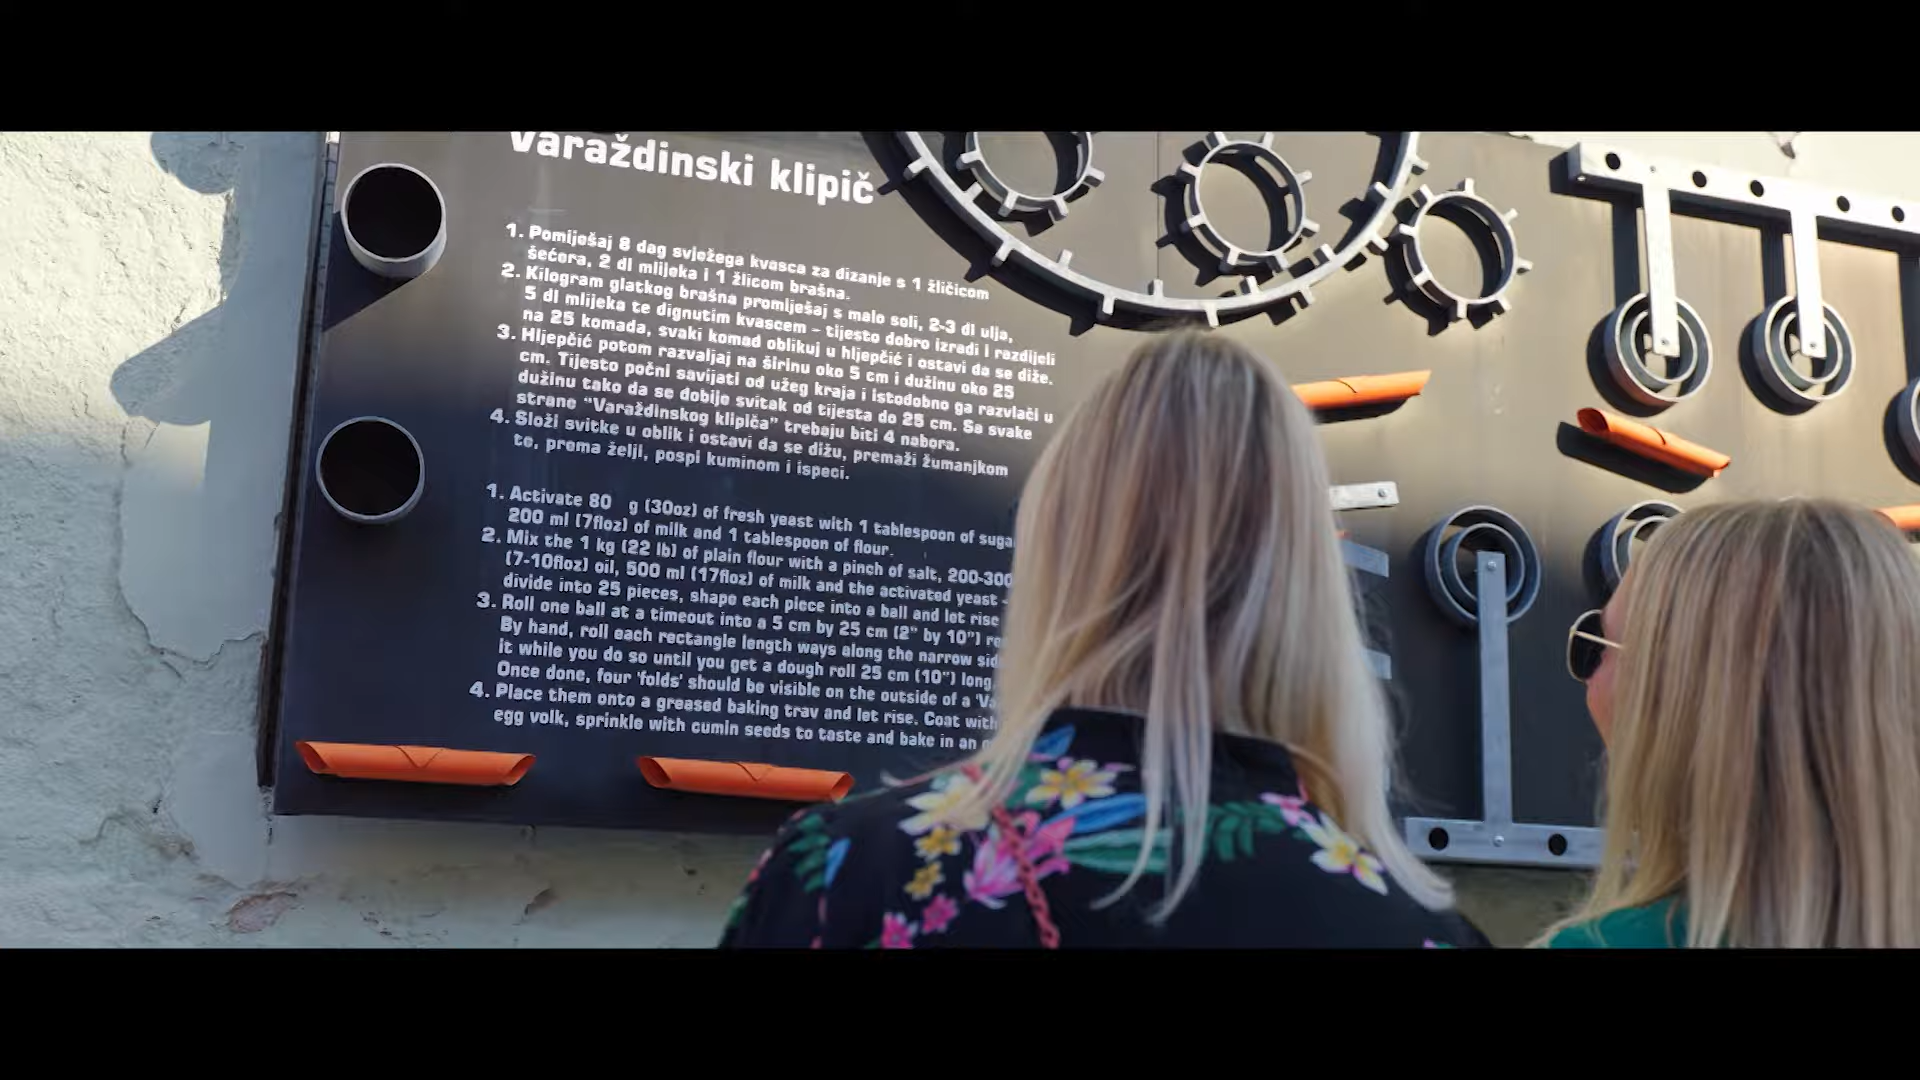 Varaždinski klipič
1. Pomiješaj 8 dag svježega kvasca za dizanje s 1 žličicom
šećera, 2 dl mlijeka i 1 žlicom brašna.
2. Kilogram glatkog brašna promiješaj s malo soli, 2-3 dl ulja,
5 dl mlijeka te dignutim kvascem – tijesto dobro izradi i razdijeli
na 25 komada, svaki komad oblikuj u hljepčić i ostavi da se diže.
3. Hljepčić potom razvaljaj na širinu oko 5 cm i dužinu oko 25
cm. Tijesto počni savijati od užeg kraja i istodobno ga razvlači u
dužinu tako da se dobije svitak od tijesta do 25 cm. Sa svake
strane "Varaždinskog klipiča" trebaju biti 4 nabora.
4. Složi svitke u oblik i ostavi da se dižu, premaži žumanjkom
te, prema želji, pospi kuminom i ispeci.
1. Activate 80 g (30oz) of fresh yeast with 1 tablespoon of
200 ml (7floz) of milk and 1 tablespoon of flour.
2. Mix the 1 kg (22 lb) of plain flour with a pinch of salt, 200-300
(7-10floz) oil, 500 ml (17floz) of milk and the activated yeast -
divide into 25 pieces, shape each piece into a ball and let rise
3. Roll one ball at a timeout into a 5 cm by 25 cm (2" by 10")
By hand, roll each rectangle length ways along the narrow
it while you do so until you get a dough roll 25 cm (10") long.
Once done, four 'folds' should be visible on the outside of a
4. Place them onto a greased baking trav and let rise. Coat with
egg volk, sprinkle with cumin seeds to taste and bake in an